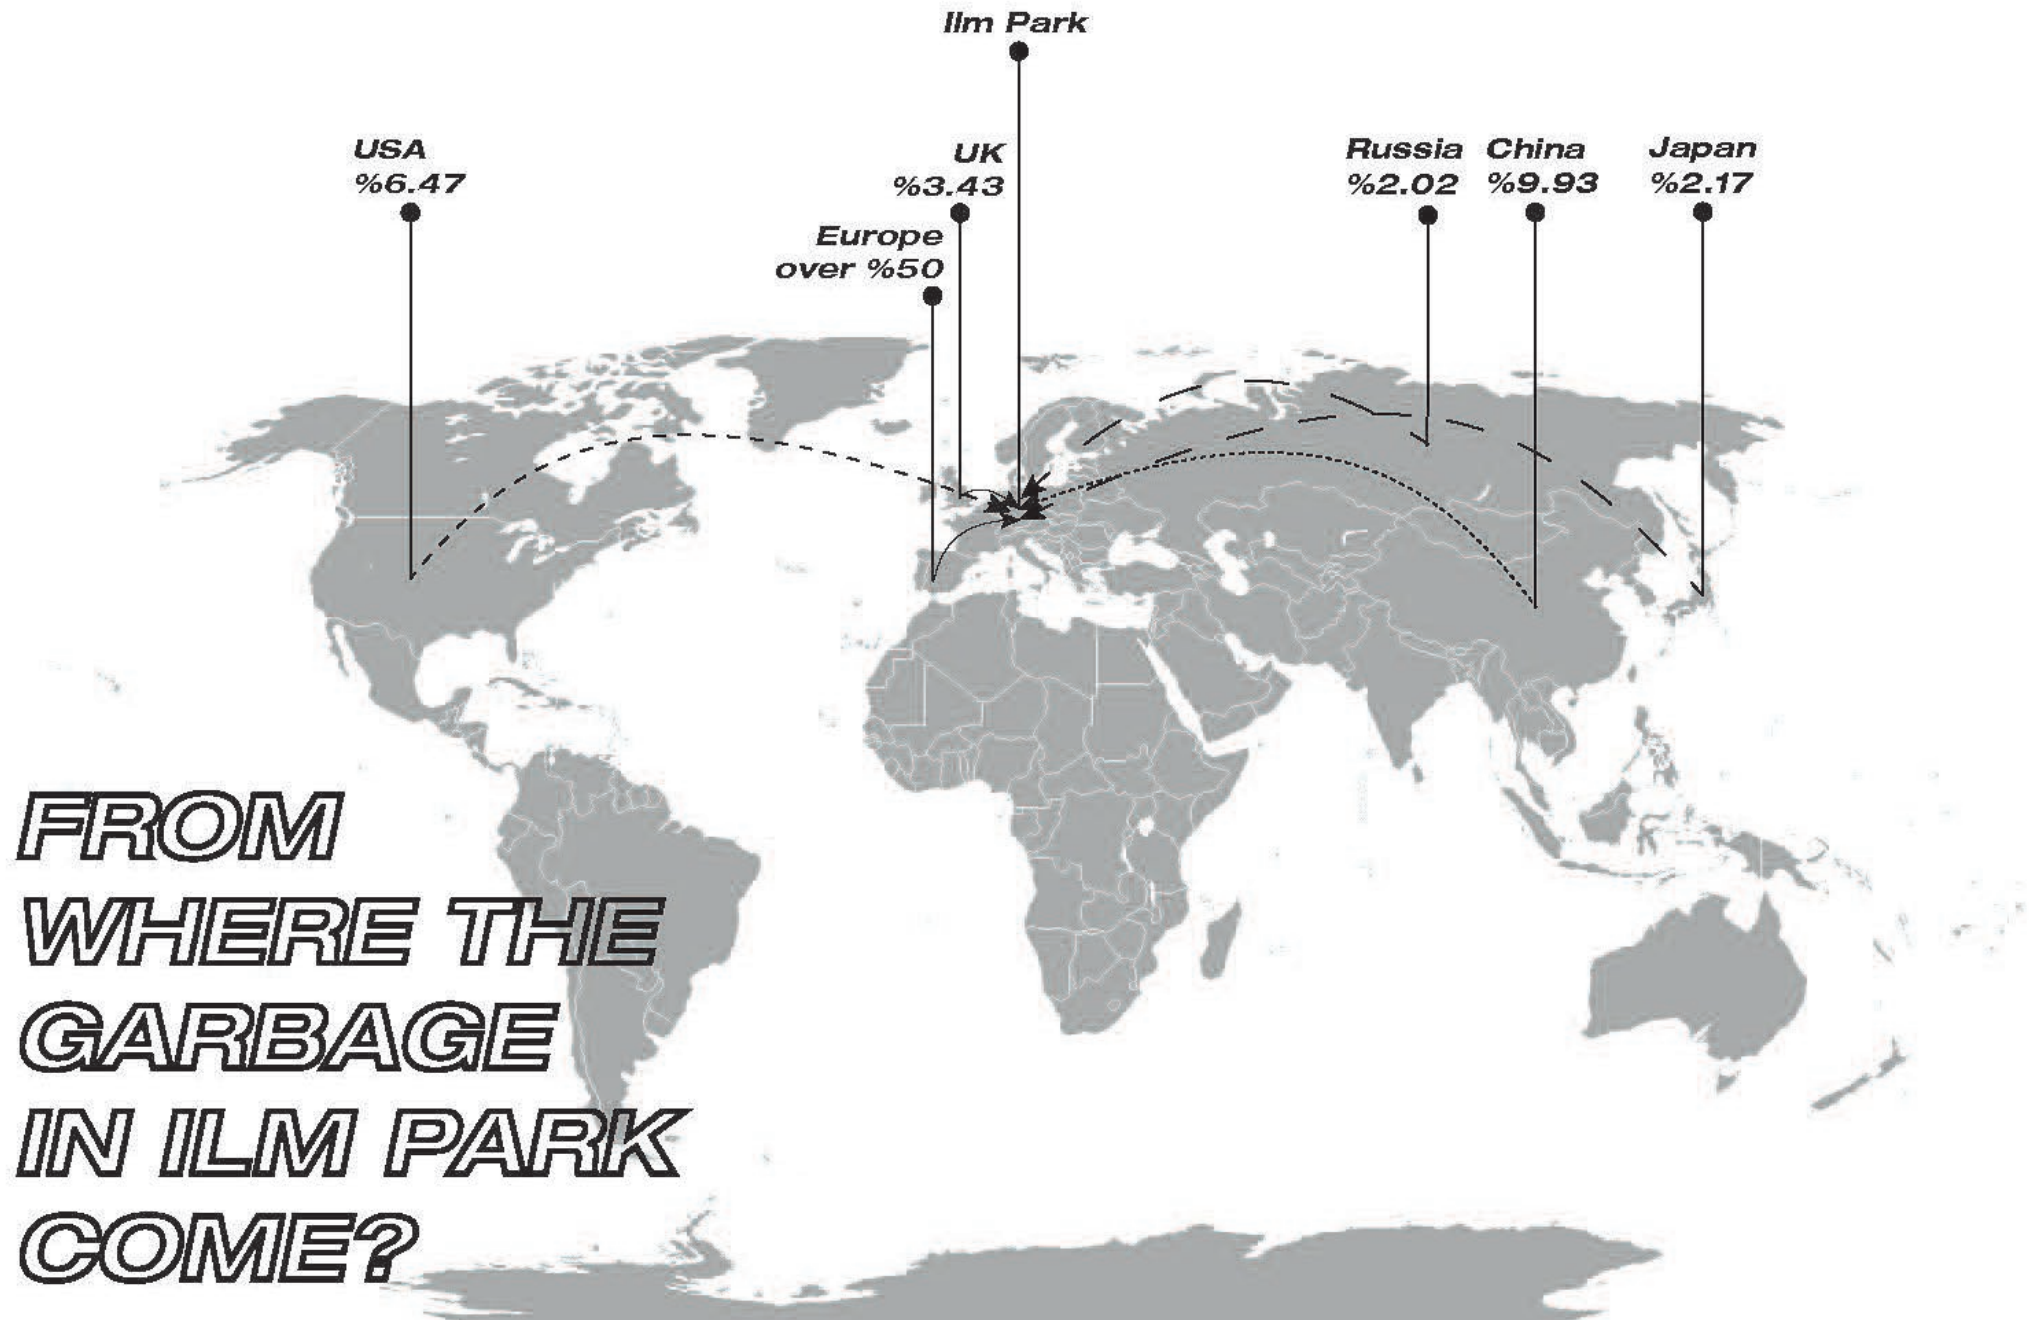 Ilm Park
USA
%6.47
UK
%3.43
Europe
over %50
Russia
%2.02
China
%9.93
Japan
%2.17
FROM
WHERE THE
GARBAGE
IN ILM PARK
COME?